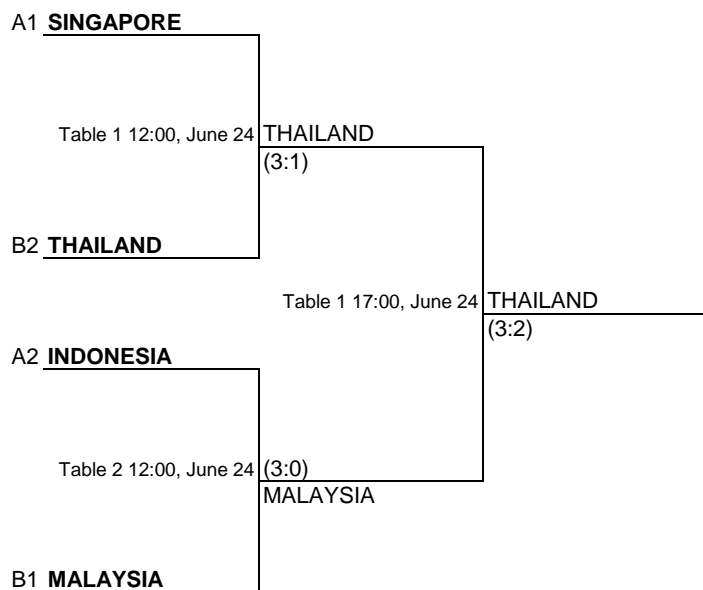 A1 SINGAPORE
Table 1 12:00, June 24 THAILAND
(3:1)
B2 THAILAND
Table 1 17:00, June 24 THAILAND
(3:2)
A2 INDONESIA
Table 2 12:00, June 24 (3:0)
MALAYSIA
B1 MALAYSIA